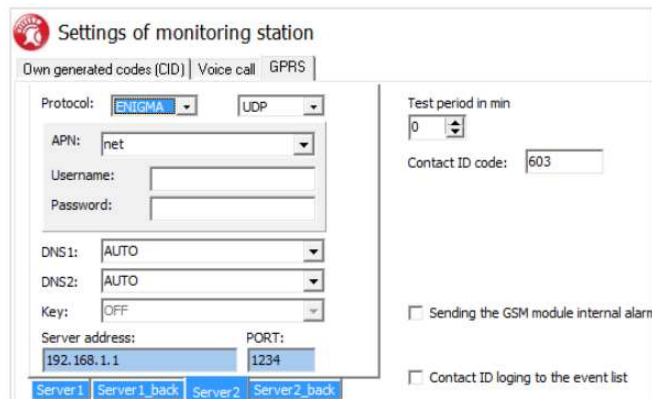 Settings of monitoring station
Own generated codes (CID) Voice call GPRS
Protocol: ENIGMA UDP
APN: net
Username:
Password:
DNS1: AUTO
DNS2: AUTO
Key: OFF
Server address: PORT:
192.168.1.1 1234
Server1 Server1_back Server2 Server2_back
Test period in min
0
Contact ID code: 603
Sending the GSM module internal alarm
Contact ID loging to the event list